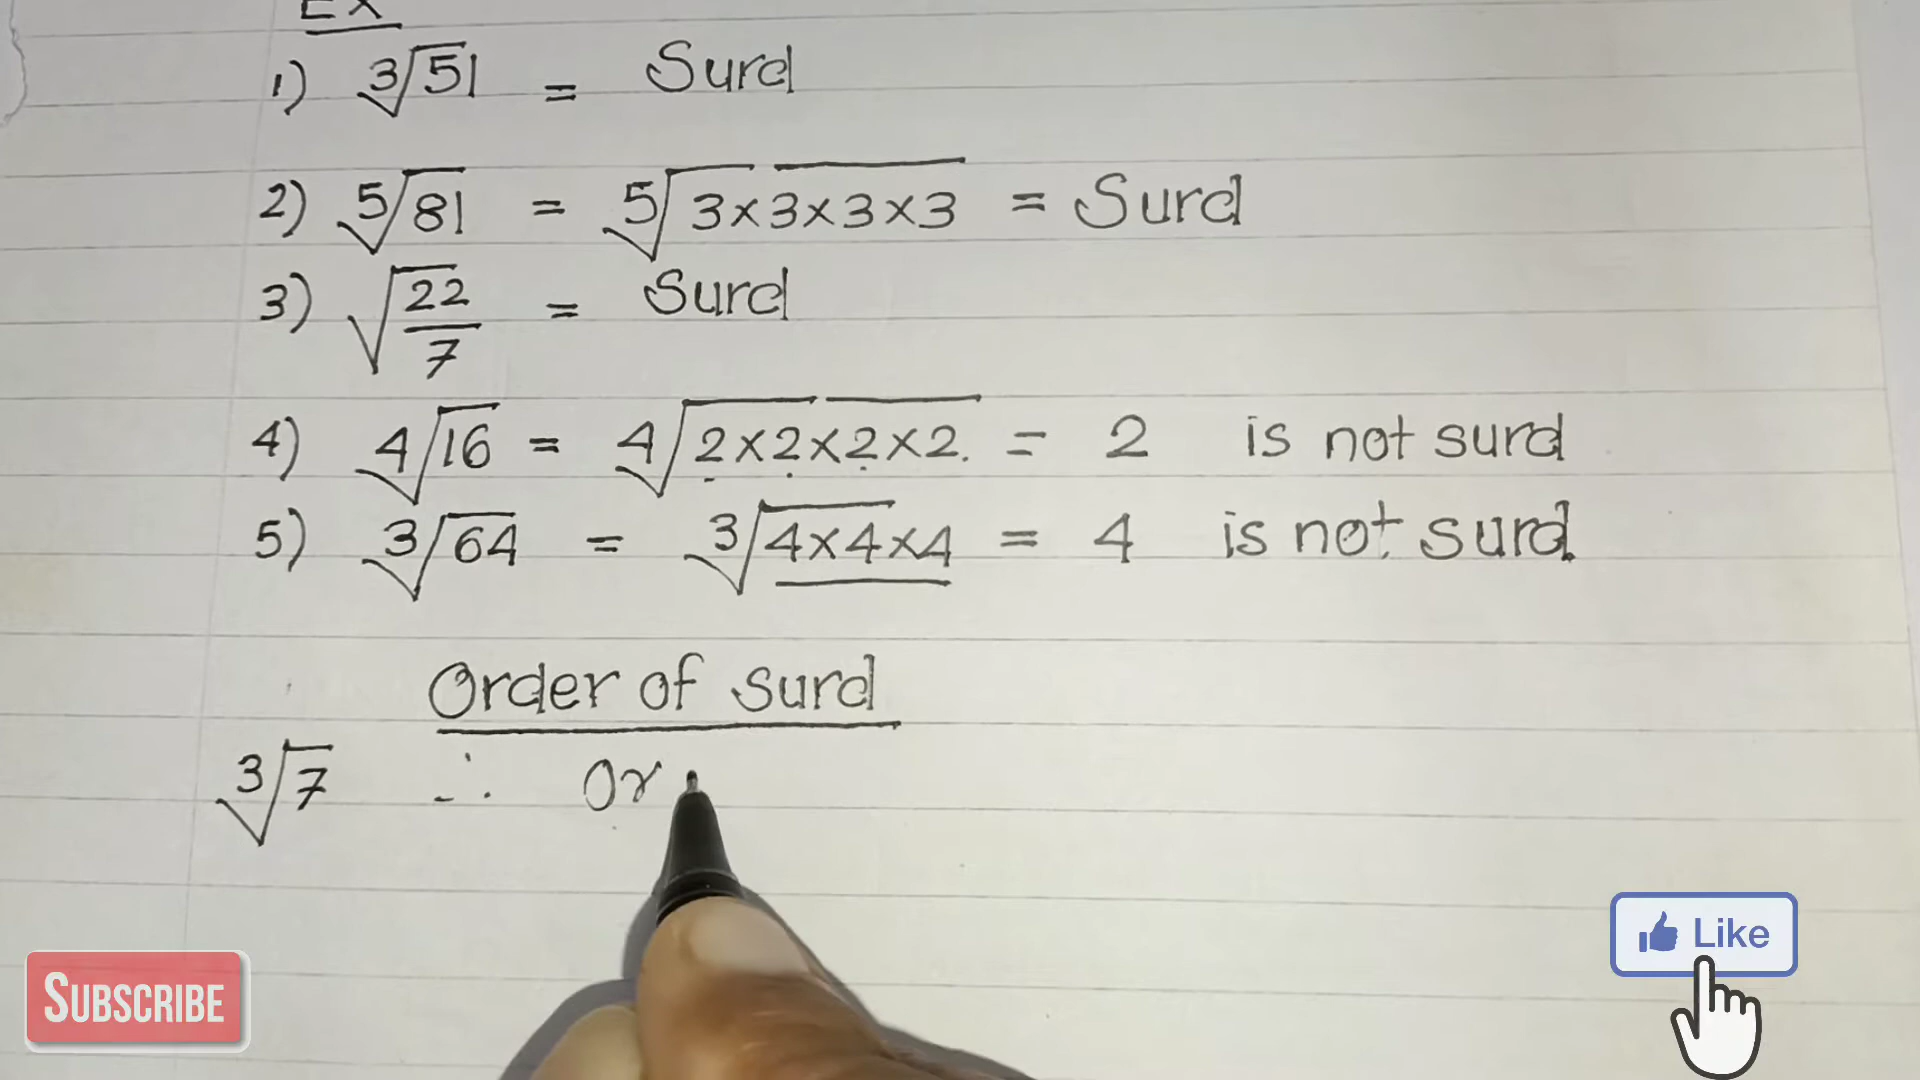 Ex
1) ∛51 = Surd
2) ⁵√81 = ⁵√3×3×3×3 = Surd
3) √22/7 = Surd
4) ⁴√16 = ⁴√2×2×2×2 = 2 is not surd
5) ∛64 = ∛4×4×4 = 4 is not surd.
Order of surd
∛7 ∴ Or
SUBSCRIBE
Like